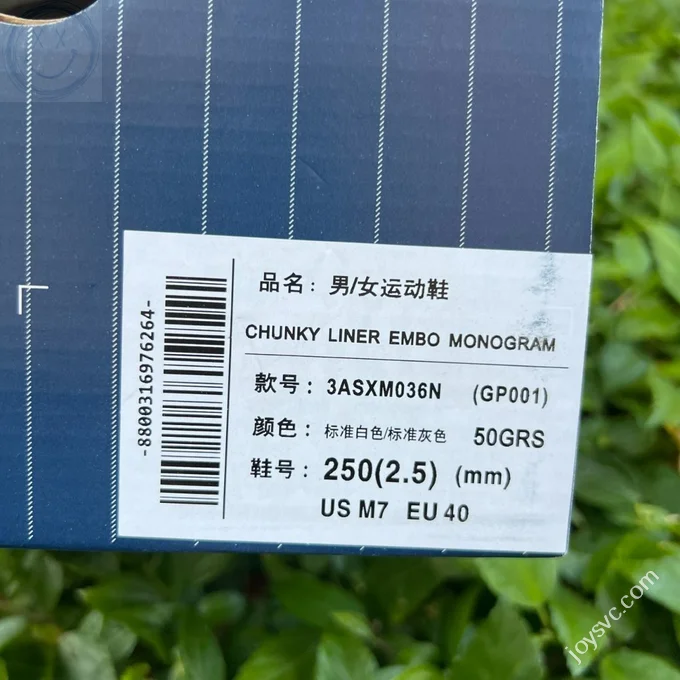 品名：男/女运动鞋
CHUNKY LINER EMBO MONOGRAM
款号：3ASXM036N (GP001)
颜色：标准白色/标准灰色 50GRS
鞋号：250(2.5) (mm)
US M7 EU 40
-8800316976264-
joysvc.com